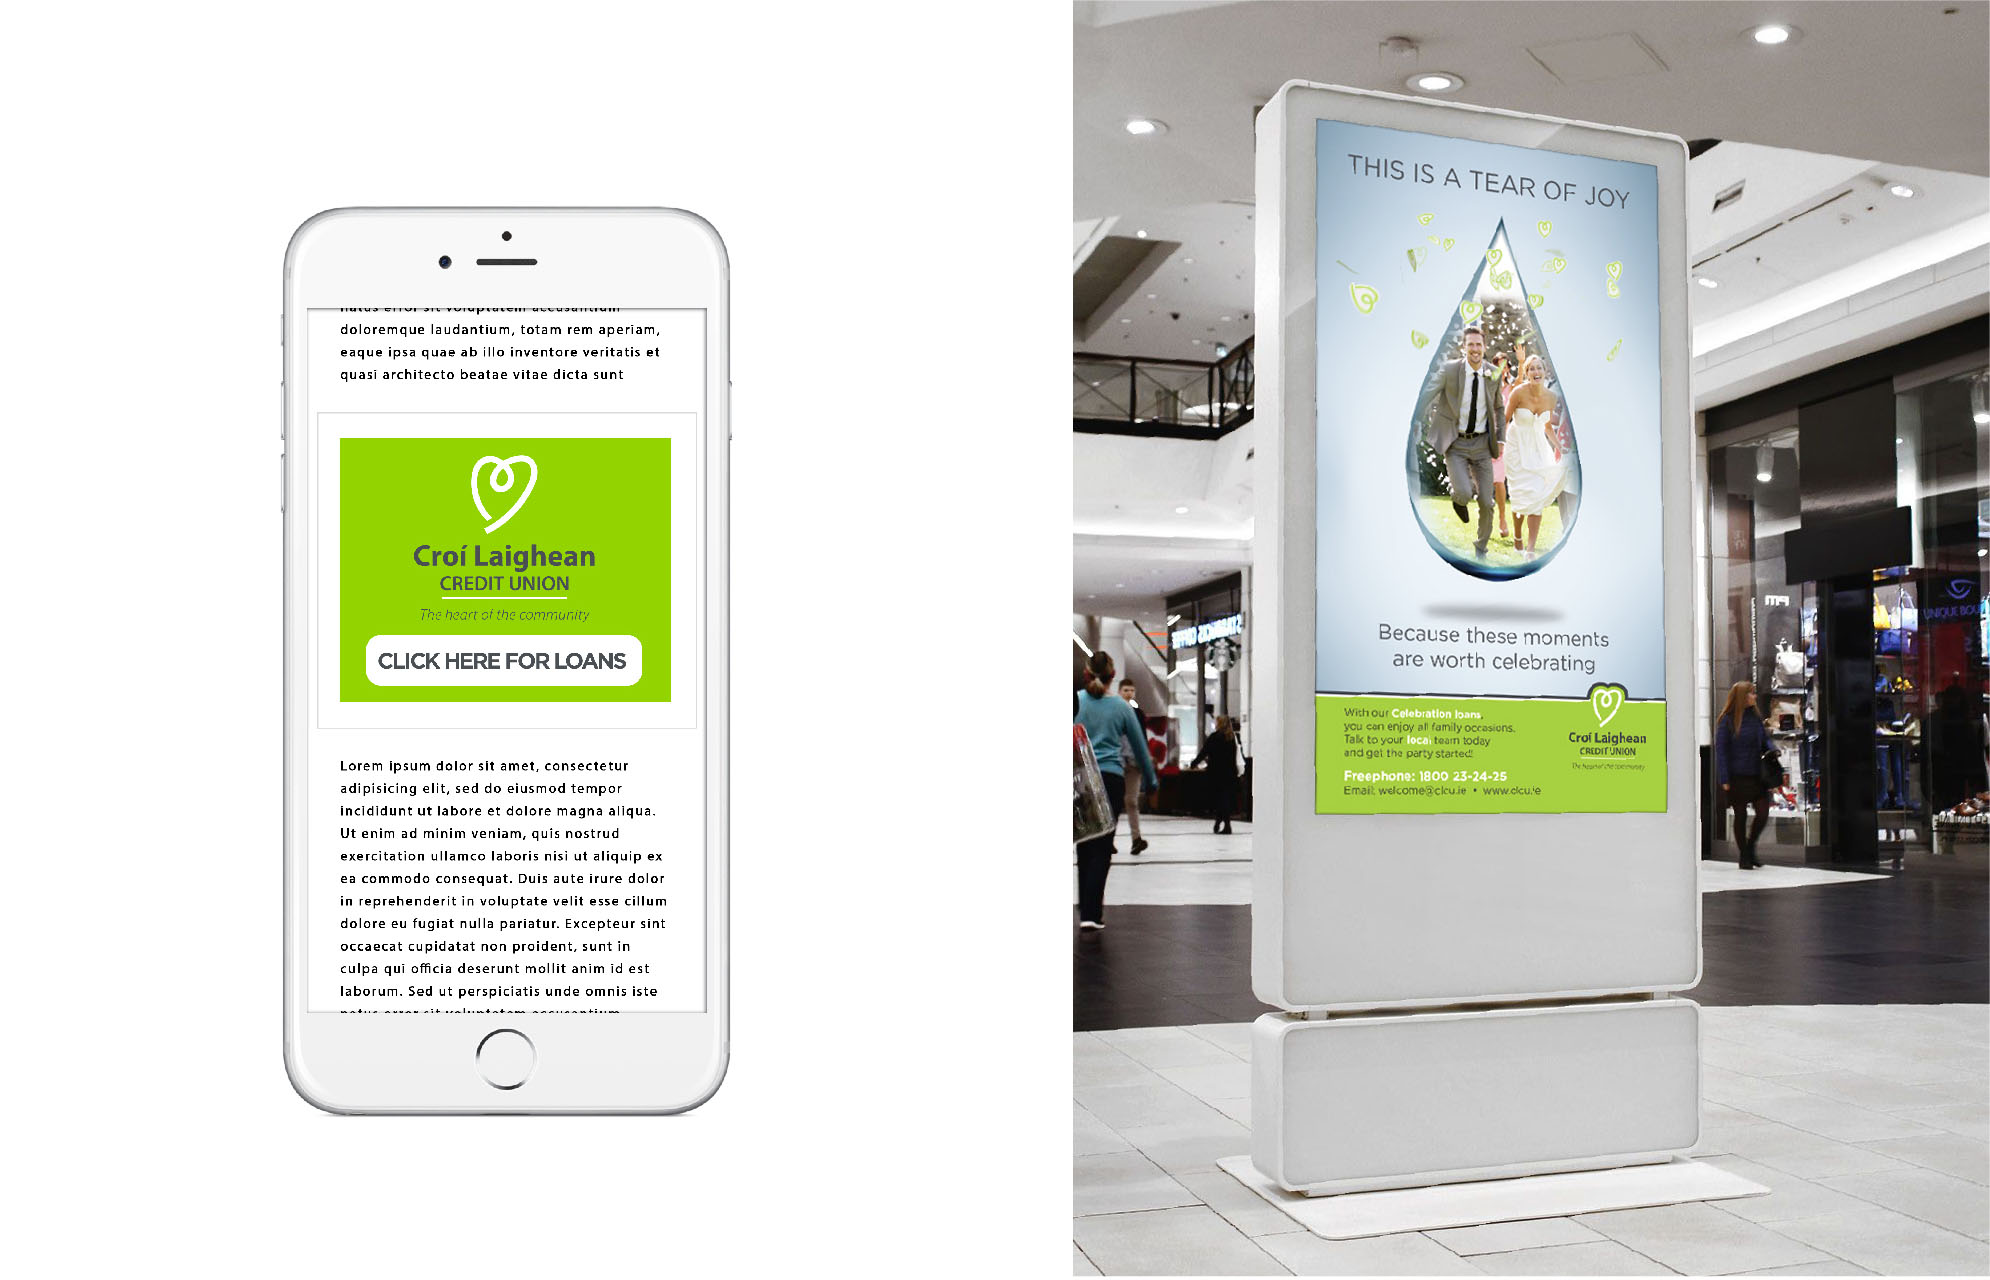 doloremque laudantium, totam rem aperiam,
eaque ipsa quae ab illo inventore veritatis et
quasi architecto beatae vitae dicta sunt
Croí Laighean
CREDIT UNION
The heart of the community
CLICK HERE FOR LOANS
Lorem ipsum dolor sit amet, consectetur
adipisicing elit, sed do eiusmod tempor
incididunt ut labore et dolore magna aliqua.
Ut enim ad minim veniam, quis nostrud
exercitation ullamco laboris nisi ut aliquip ex
ea commodo consequat. Duis aute irure dolor
in reprehenderit in voluptate velit esse cillum
dolore eu fugiat nulla pariatur. Excepteur sint
occaecat cupidatat non proident, sunt in
culpa qui officia deserunt mollit anim id est
laborum. Sed ut perspiciatis unde omnis iste
THIS IS A TEAR OF JOY
Because these moments
are worth celebrating
With our Celebration loans,
you can enjoy all family occasions.
Talk to your local team today
and get the party started!
Freephone: 1800 23-24-25
Email: welcome@clcu.ie • www.clcu.ie
Croí Laighean
CREDIT UNION
The heart of the community
UNIQUE BOU